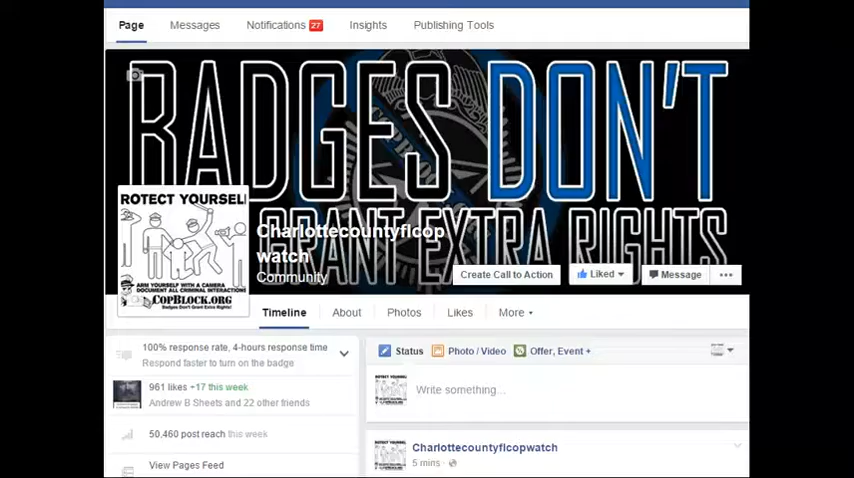 Page Messages Notifications 27 Insights Publishing Tools
BADGES DON'T
GRANT EXTRA RIGHTS
ROTECT YOURSEL
ARM YOURSELF WITH A CAMERA
DOCUMENT ALL CRIMINAL INTERACTIONS
COPBLOCK.ORG
Badges Don't Grant Extra Rights!
Charlottecountyflcop
watch
Community
Create Call to Action Liked Message
Timeline About Photos Likes More
100% response rate, 4-hours response time
Respond faster to turn on the badge
961 likes +17 this week
Andrew B Sheets and 22 other friends
50,460 post reach this week
View Pages Feed
Status Photo / Video Offer, Event +
Write something...
Charlottecountyflcopwatch
5 mins ·